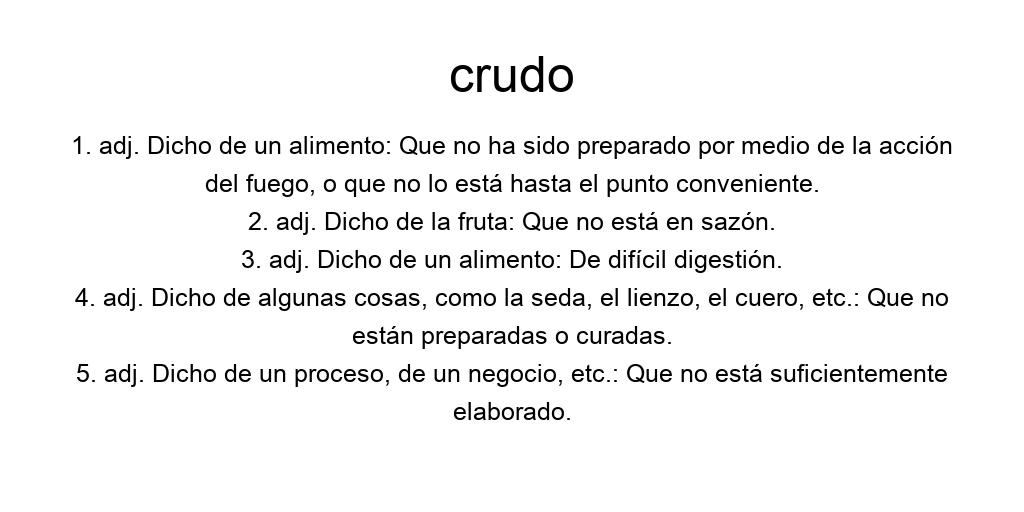 crudo
1. adj. Dicho de un alimento: Que no ha sido preparado por medio de la acción
del fuego, o que no lo está hasta el punto conveniente.
2. adj. Dicho de la fruta: Que no está en sazón.
3. adj. Dicho de un alimento: De difícil digestión.
4. adj. Dicho de algunas cosas, como la seda, el lienzo, el cuero, etc.: Que no
están preparadas o curadas.
5. adj. Dicho de un proceso, de un negocio, etc.: Que no está suficientemente
elaborado.